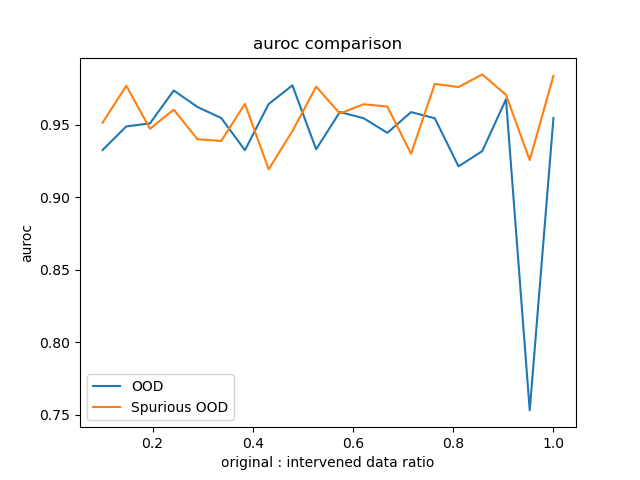 auroc comparison
auroc
0.95
0.90
0.85
0.80
0.75
OOD
Spurious OOD
0.2 0.4 0.6 0.8 1.0
original : intervened data ratio